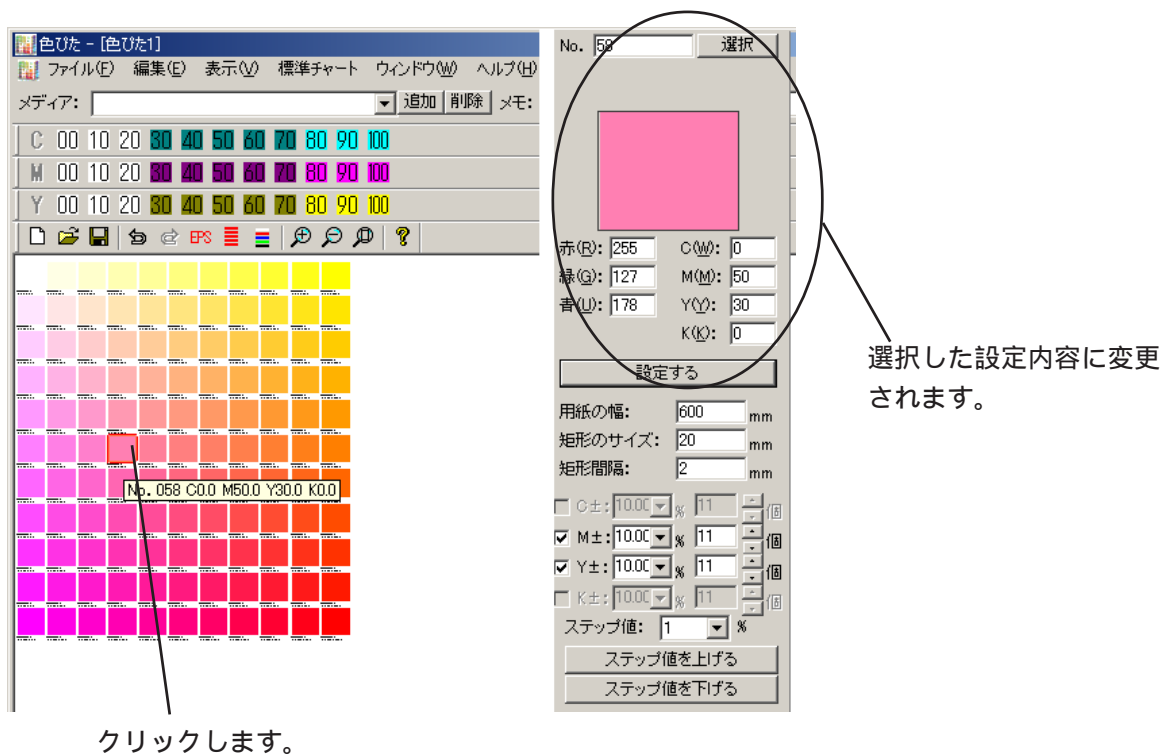 色ぴた - [色ぴた1]
ファイル(F) 編集(E) 表示(V) 標準チャート ウィンドウ(W) ヘルプ(H)
メディア: 追加 削除 メモ:
C 00 10 20 30 40 50 60 70 80 90 100
M 00 10 20 30 40 50 60 70 80 90 100
Y 00 10 20 30 40 50 60 70 80 90 100
EPS
No. 058 C0.0 M50.0 Y30.0 K0.0
クリックします。
No. 58 選択
赤(R): 255 C(W): 0
緑(G): 127 M(M): 50
青(U): 178 Y(Y): 30
K(K): 0
設定する
用紙の幅: 600 mm
矩形のサイズ: 20 mm
矩形間隔: 2 mm
C±: 10.00 % 11 個
M±: 10.00 % 11 個
Y±: 10.00 % 11 個
K±: 10.00 % 11 個
ステップ値: 1 %
ステップ値を上げる
ステップ値を下げる
選択した設定内容に変更
されます。